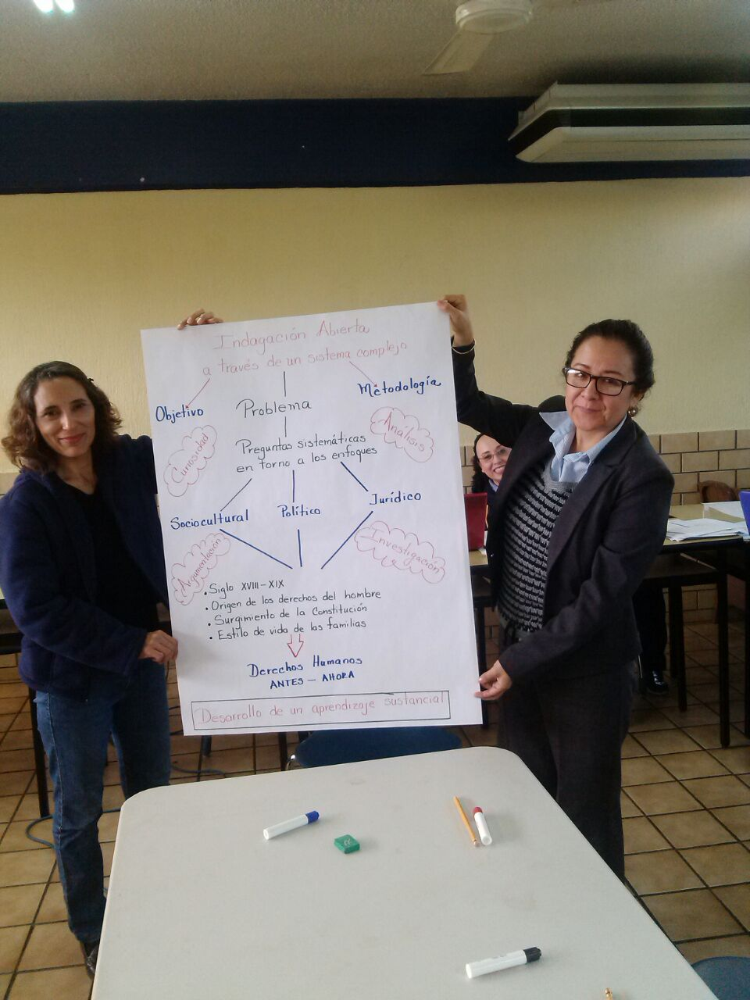 Indagación Abierta
a través de un sistema complejo
Objetivo
Problema
Metodología
Curiosidad
Preguntas sistemáticas
en torno a los enfoques
Análisis
Sociocultural
Político
Jurídico
Argumentación
Investigación
• Siglo XVIII - XIX
• Origen de los derechos del hombre
• Surgimiento de la Constitución
• Estilo de vida de las familias
Derechos Humanos
ANTES - AHORA
Desarrollo de un aprendizaje sustancial